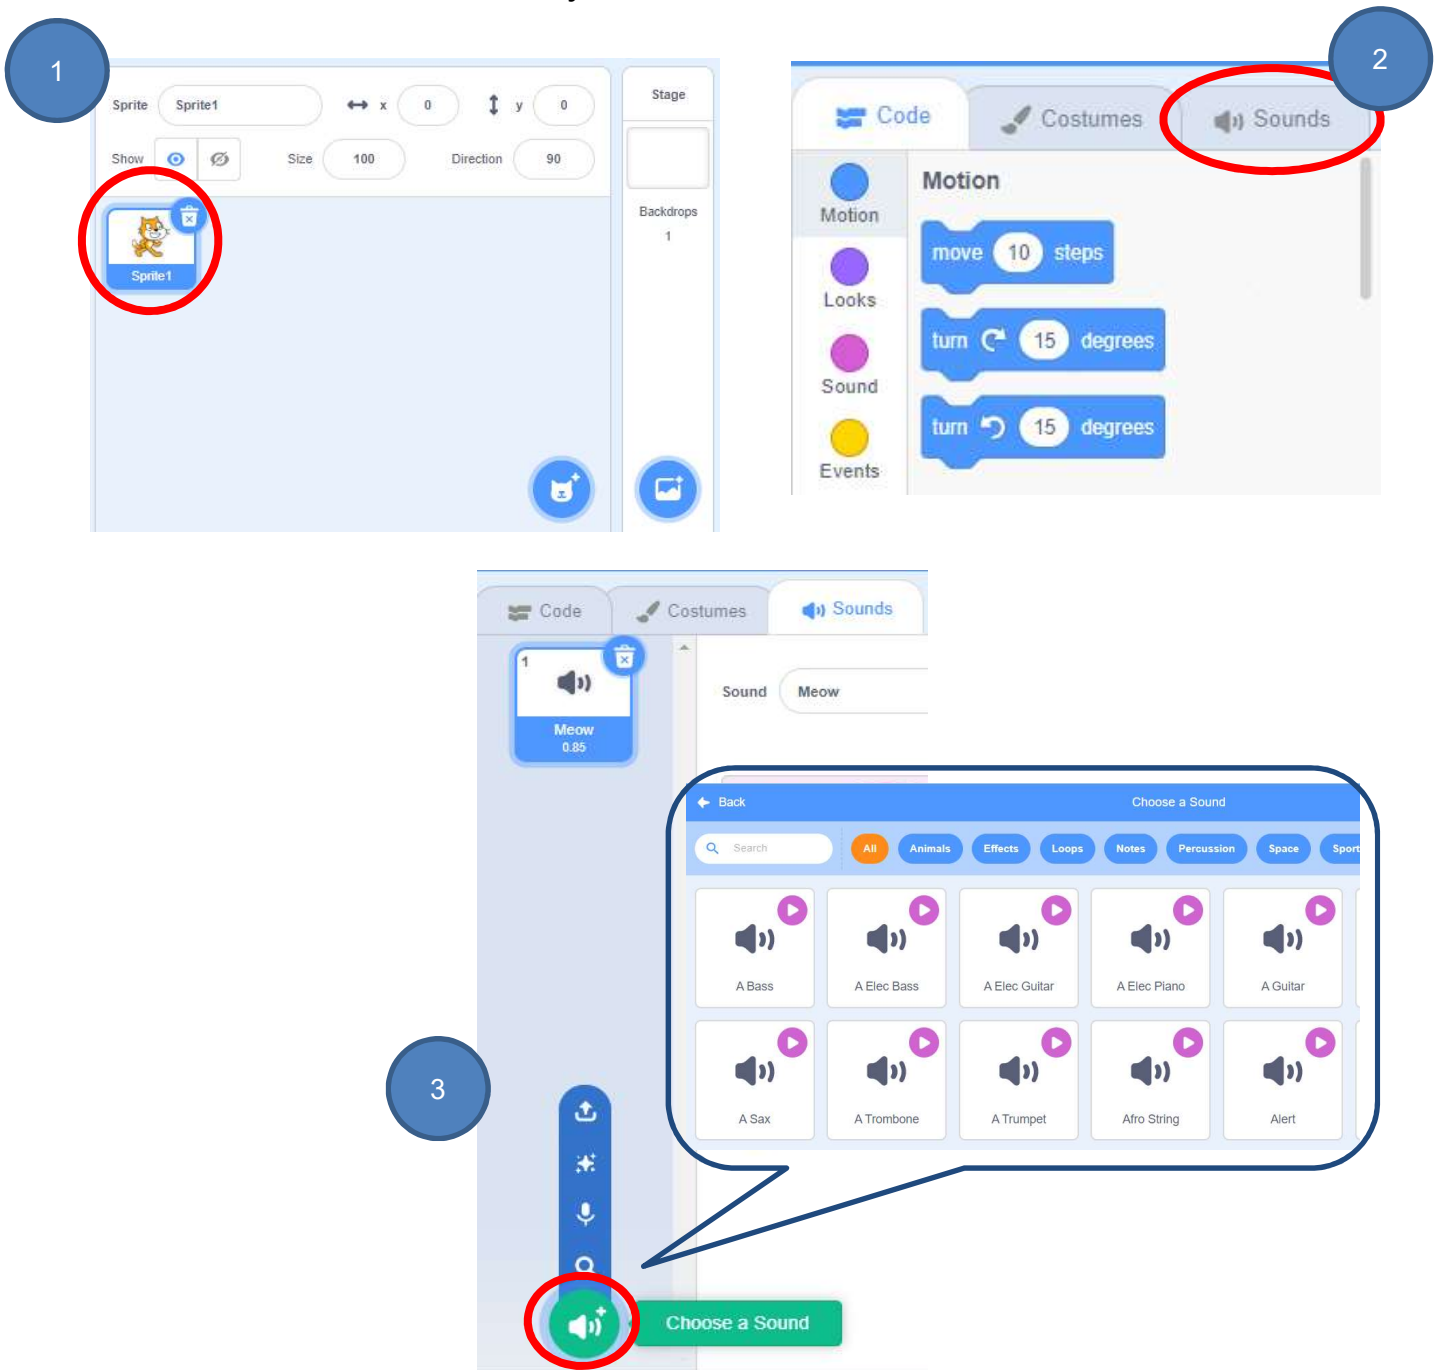 1
Sprite Sprite1 x 0 y 0
Show Size 100 Direction 90
Sprite1
Stage
Backdrops
1
2
Code Costumes Sounds
Motion
Looks
Sound
Events
Motion
move 10 steps
turn 15 degrees
turn 15 degrees
3
Code Costumes Sounds
1
Meow
0.85
Sound Meow
Back Choose a Sound
Search All Animals Effects Loops Notes Percussion Space Sport
A Bass A Elec Bass A Elec Guitar A Elec Piano A Guitar
A Sax A Trombone A Trumpet Afro String Alert
Choose a Sound